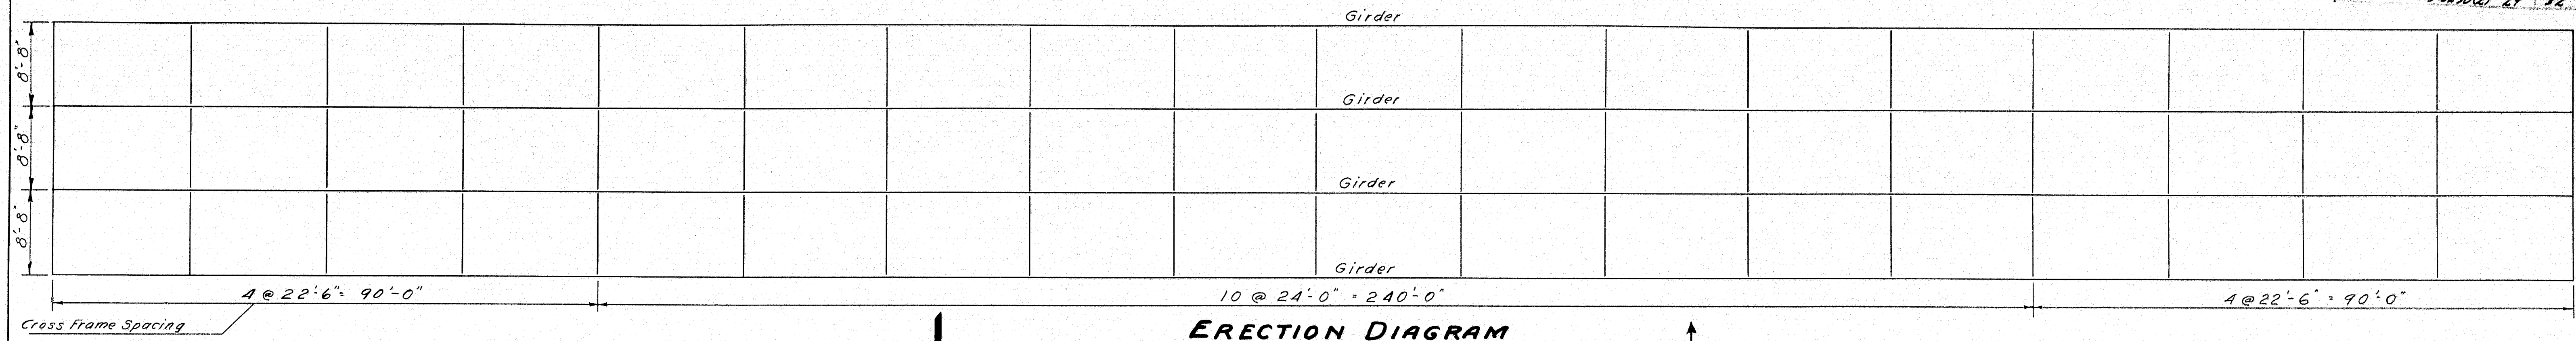 Girder
8'-8"
Girder
8'-8"
Girder
8'-8"
Girder
4 @ 22'-6" = 90'-0"
10 @ 24'-0" = 240'-0"
4 @ 22'-6" = 90'-0"
Cross Frame Spacing
ERECTION DIAGRAM